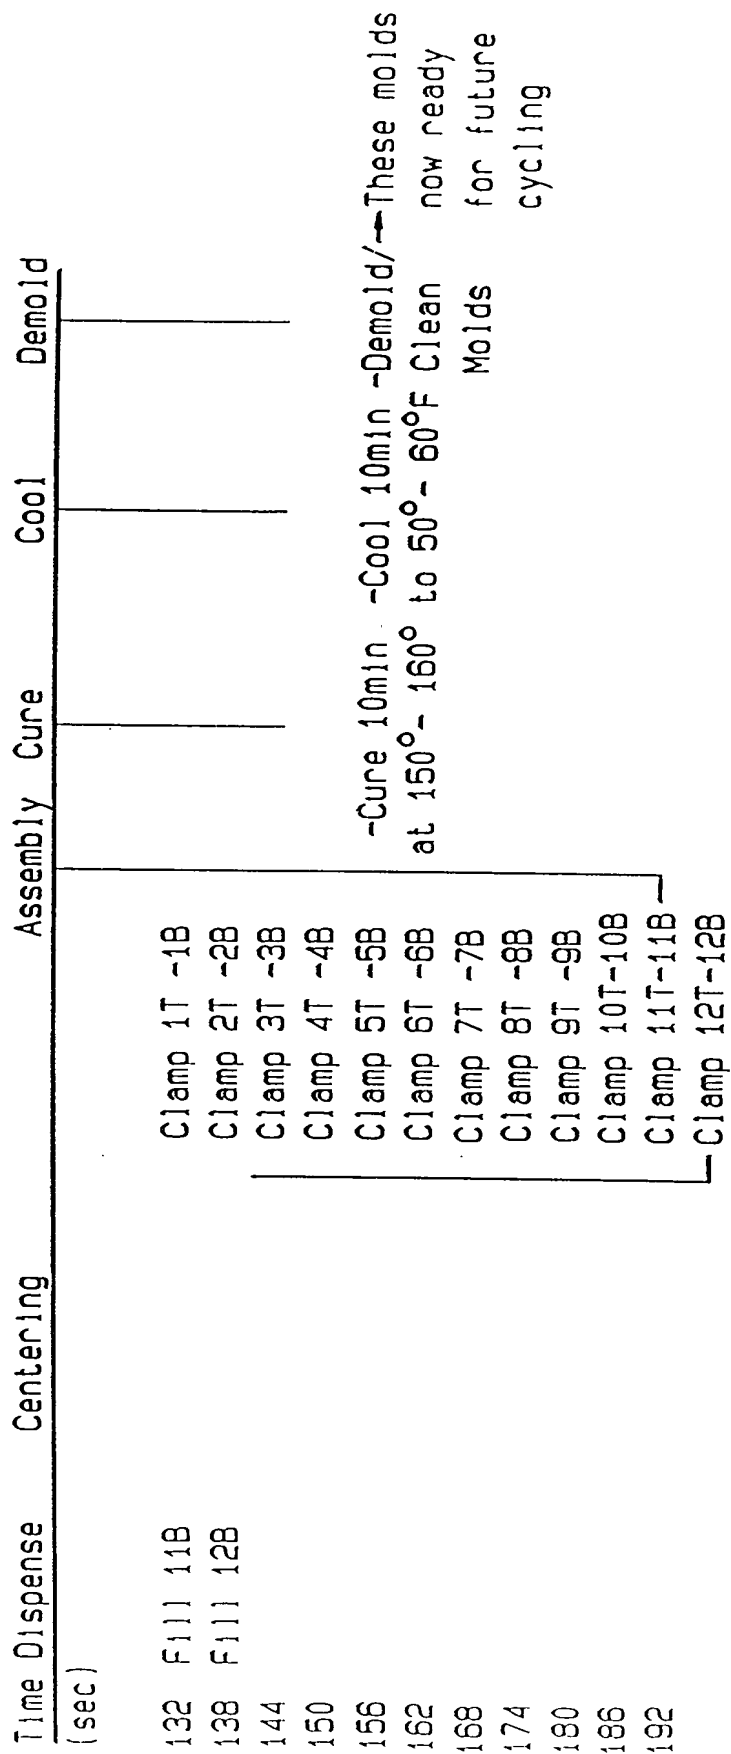 Time Dispense Centering Assembly Cure Cool Demold
(sec)
132 Fill 11B Clamp 1T -1B
138 Fill 12B Clamp 2T -2B
144 Clamp 3T -3B
150 Clamp 4T -4B
156 Clamp 5T -5B -Cure 10min -Cool 10min -Demold/→These molds
162 Clamp 6T -6B at 150°- 160° to 50°- 60°F Clean now ready
168 Clamp 7T -7B Molds for future
174 Clamp 8T -8B cycling
180 Clamp 9T -9B
186 Clamp 10T-10B
192 Clamp 11T-11B
Clamp 12T-12B